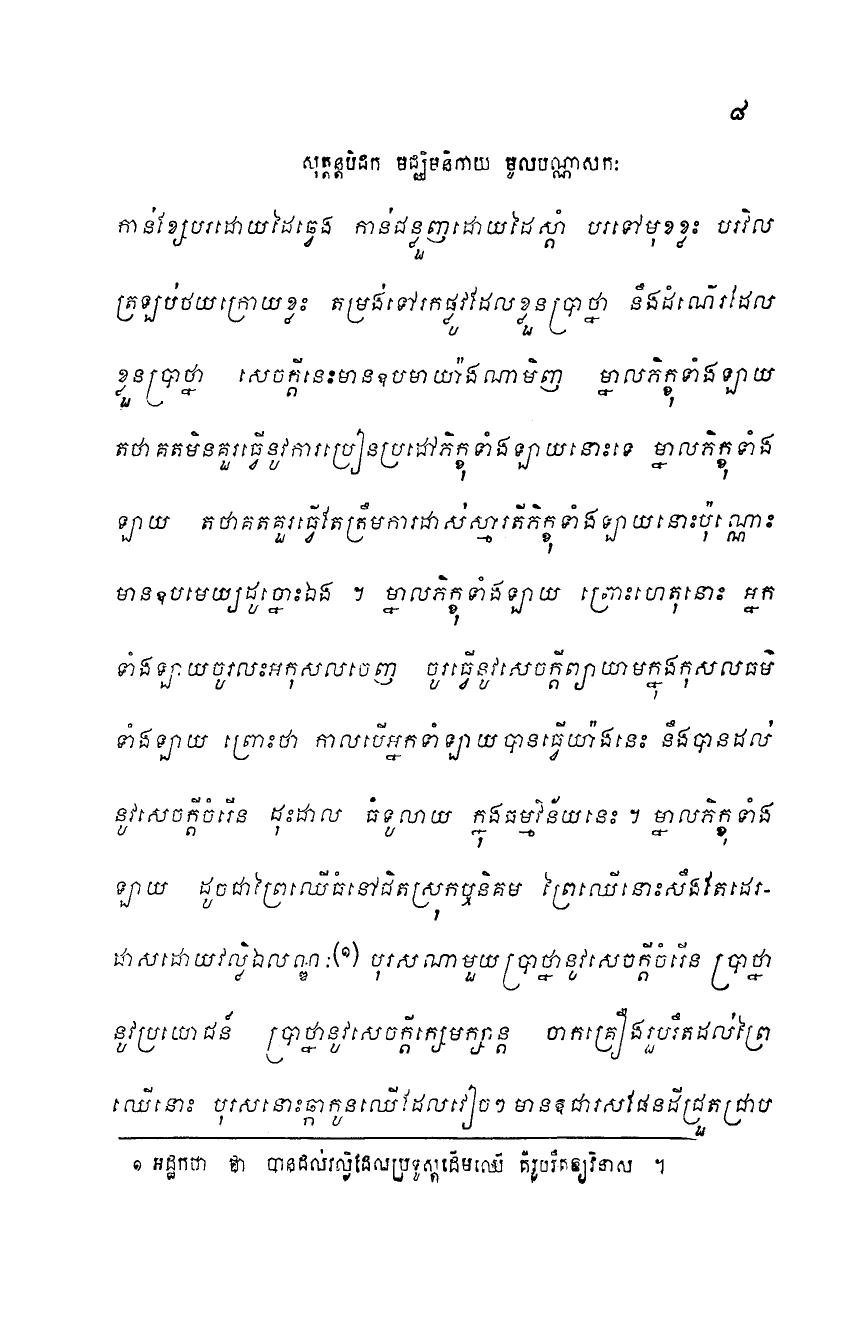 ៨
សុត្តន្តបិដក មជ្ឈិមនិកាយ មូលបណ្ណាសកៈ
កាន់ខ្សែបរដោយដៃឆ្វេង កាន់ជន្លួញដោយដៃស្តាំ បរទៅមុខខ្លះ បរវិល
ត្រឡប់ថយក្រោយខ្លះ តម្រង់ទៅរកផ្លូវដែលខ្លួនប្រាថ្នា នឹងដំណើរដែល
ខ្លួនប្រាថ្នា សេចក្តីនេះមានឧបមាយ៉ាងណាមិញ ម្នាលភិក្ខុទាំងឡាយ
តថាគតមិនគួរធ្វើនូវការប្រៀនប្រដៅភិក្ខុទាំងឡាយនោះទេ ម្នាលភិក្ខុទាំង
ឡាយ តថាគតគួរធ្វើតែត្រឹមការដាស់ស្មារតីភិក្ខុទាំងឡាយនោះប៉ុណ្ណោះ
មានឧបមេយ្យដូច្នោះឯង ។ ម្នាលភិក្ខុទាំងឡាយ ព្រោះហេតុនោះ អ្នក
ទាំងឡាយចូរលះអកុសលចេញ ចូរធ្វើនូវសេចក្តីព្យាយាមក្នុងកុសលធម៌
ទាំងឡាយ ព្រោះថា កាលបើអ្នកទាំឡាយបានធ្វើយ៉ាងនេះ នឹងបានដល់
នូវសេចក្តីចំរើន ដុះដាល ធំទូលាយ ក្នុងធម្មវិន័យនេះ ។ ម្នាលភិក្ខុទាំង
ឡាយ ដូចជាព្រៃឈើធំនៅជិតស្រុកឬនិគម ព្រៃឈើនោះសឹងតែដេរ-
ដាសដោយវល្លិ៍ឯលណ្ឌៈ(១) បុរសណាមួយប្រាថ្នានូវសេចក្តីចំរើន ប្រាថ្នា
នូវប្រយោជន៍ ប្រាថ្នានូវសេចក្តីក្សេមក្សាន្ត ចាកគ្រឿងរួបរឹតដល់ព្រៃ
ឈើនោះ បុរសនោះឆ្កាកូនឈើដែលវៀចៗ មានឱជារសផែនដីជ្រួតជ្រាប
១ អដ្ឋកថា ថា បានដល់វល្លិ៍ដែលប្រទូស្តដើមឈើ គឺរួបរឹតឲ្យវិនាស ។